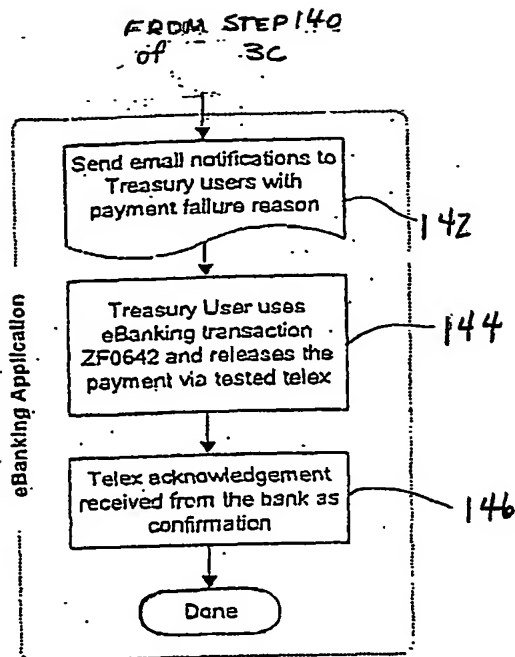 FROM STEP 140
of 3C
Send email notifications to
Treasury users with
payment failure reason
142
Treasury User uses
eBanking transaction
ZF0642 and releases the
payment via tested telex
144
eBanking Application
Telex acknowledgement
received from the bank as
confirmation
146
Done